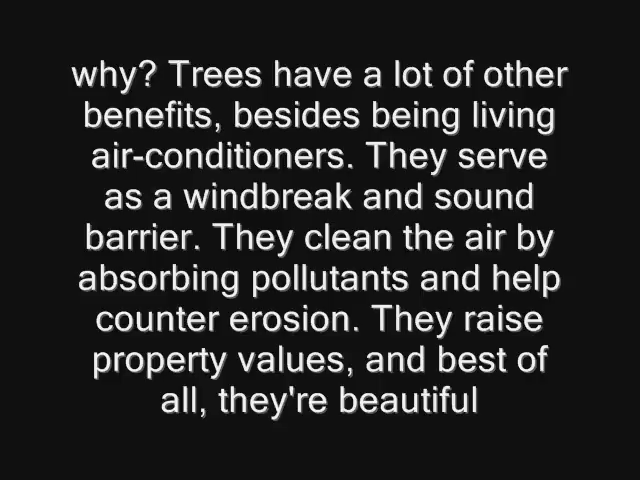 why? Trees have a lot of other
benefits, besides being living
air-conditioners. They serve
as a windbreak and sound
barrier. They clean the air by
absorbing pollutants and help
counter erosion. They raise
property values, and best of
all, they're beautiful